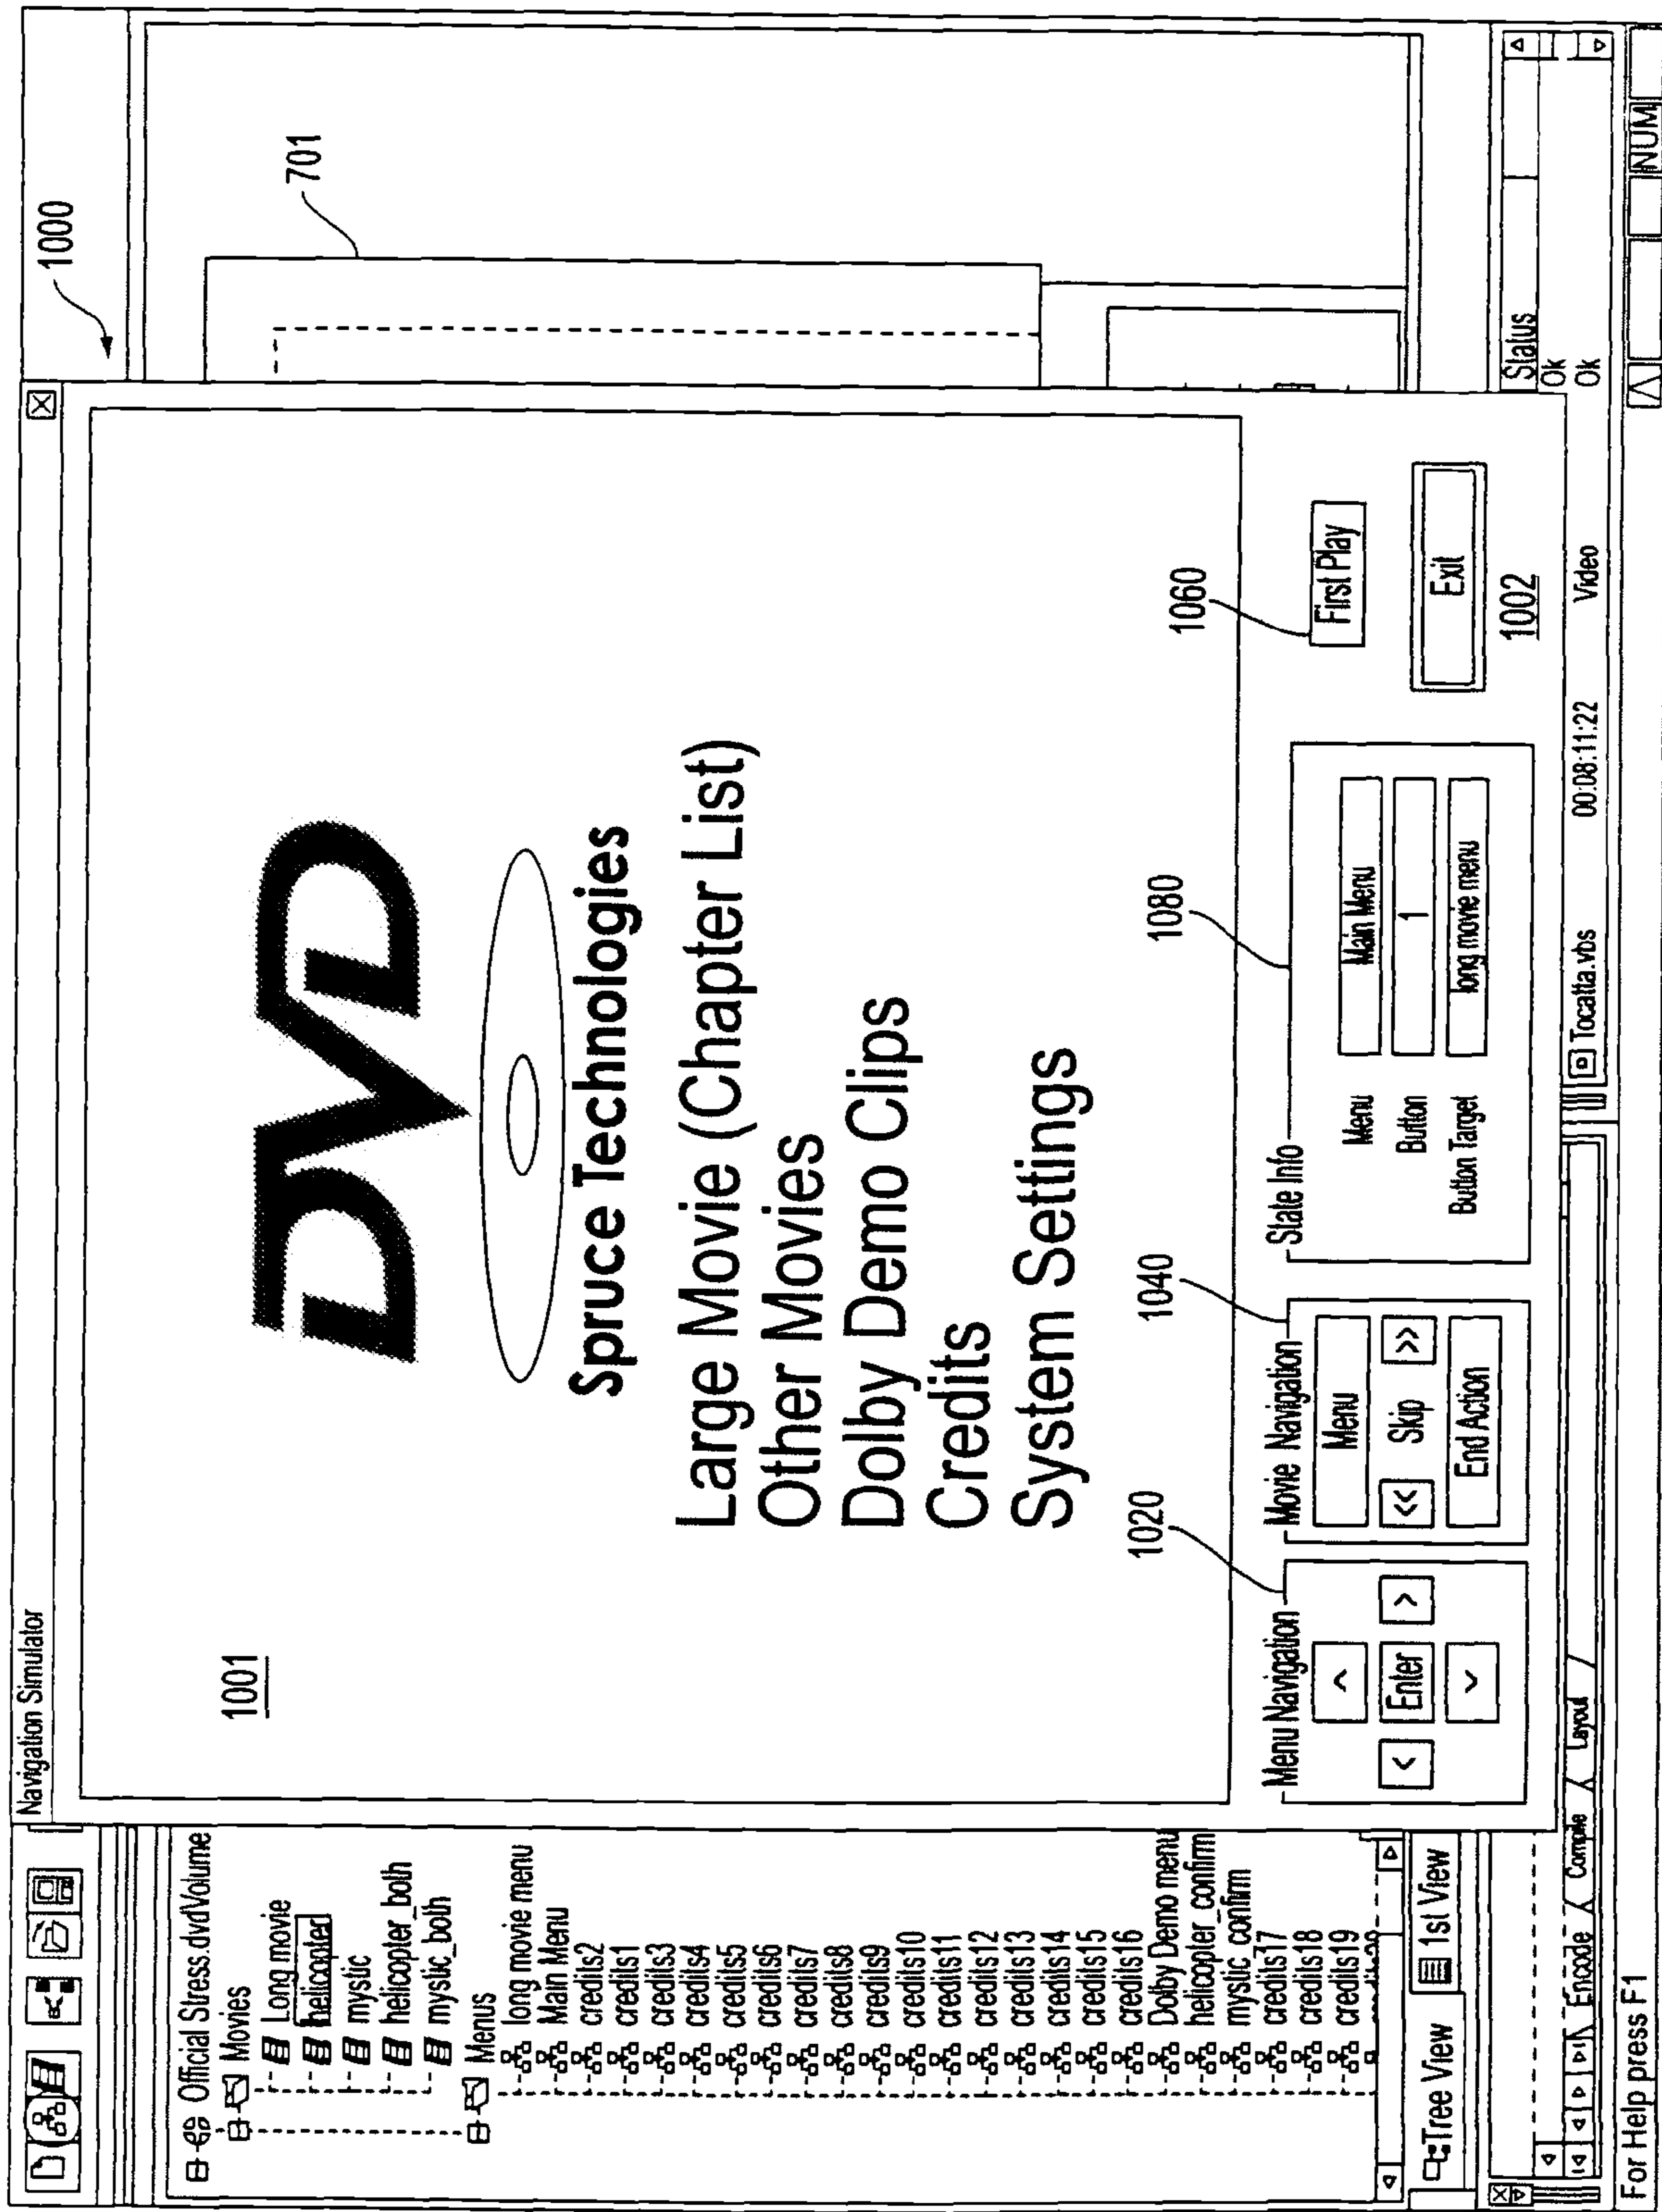 1000
701
Navigation Simulator
Official Stress.dvdVolume
Movies
Long movie
helicopter
mystic
helicopter_both
mystic_both
Menus
long movie menu
Main Menu
credits2
credits1
credits3
credits4
credits5
credits6
credits7
credits8
credits9
credits10
credits11
credits12
credits13
credits14
credits15
credits16
Dolby Demo menu
helicopter_confirm
mystic_confirm
credits17
credits18
credits19
Tree View
1st View
1001
DVD
Spruce Technologies
Large Movie (Chapter List)
Other Movies
Dolby Demo Clips
Credits
System Settings
1020
1040
1080
1060
Menu Navigation
^
< Enter >
v
Movie Navigation
Menu
<< Skip >>
End Action
State Info
Menu Main Menu
Button 1
Button Target long movie menu
First Play
Exit
1002
Encode Compile Layout
Tocatta.vbs 00:08:11:22 Video
Status
Ok
Ok
For Help press F1
NUM